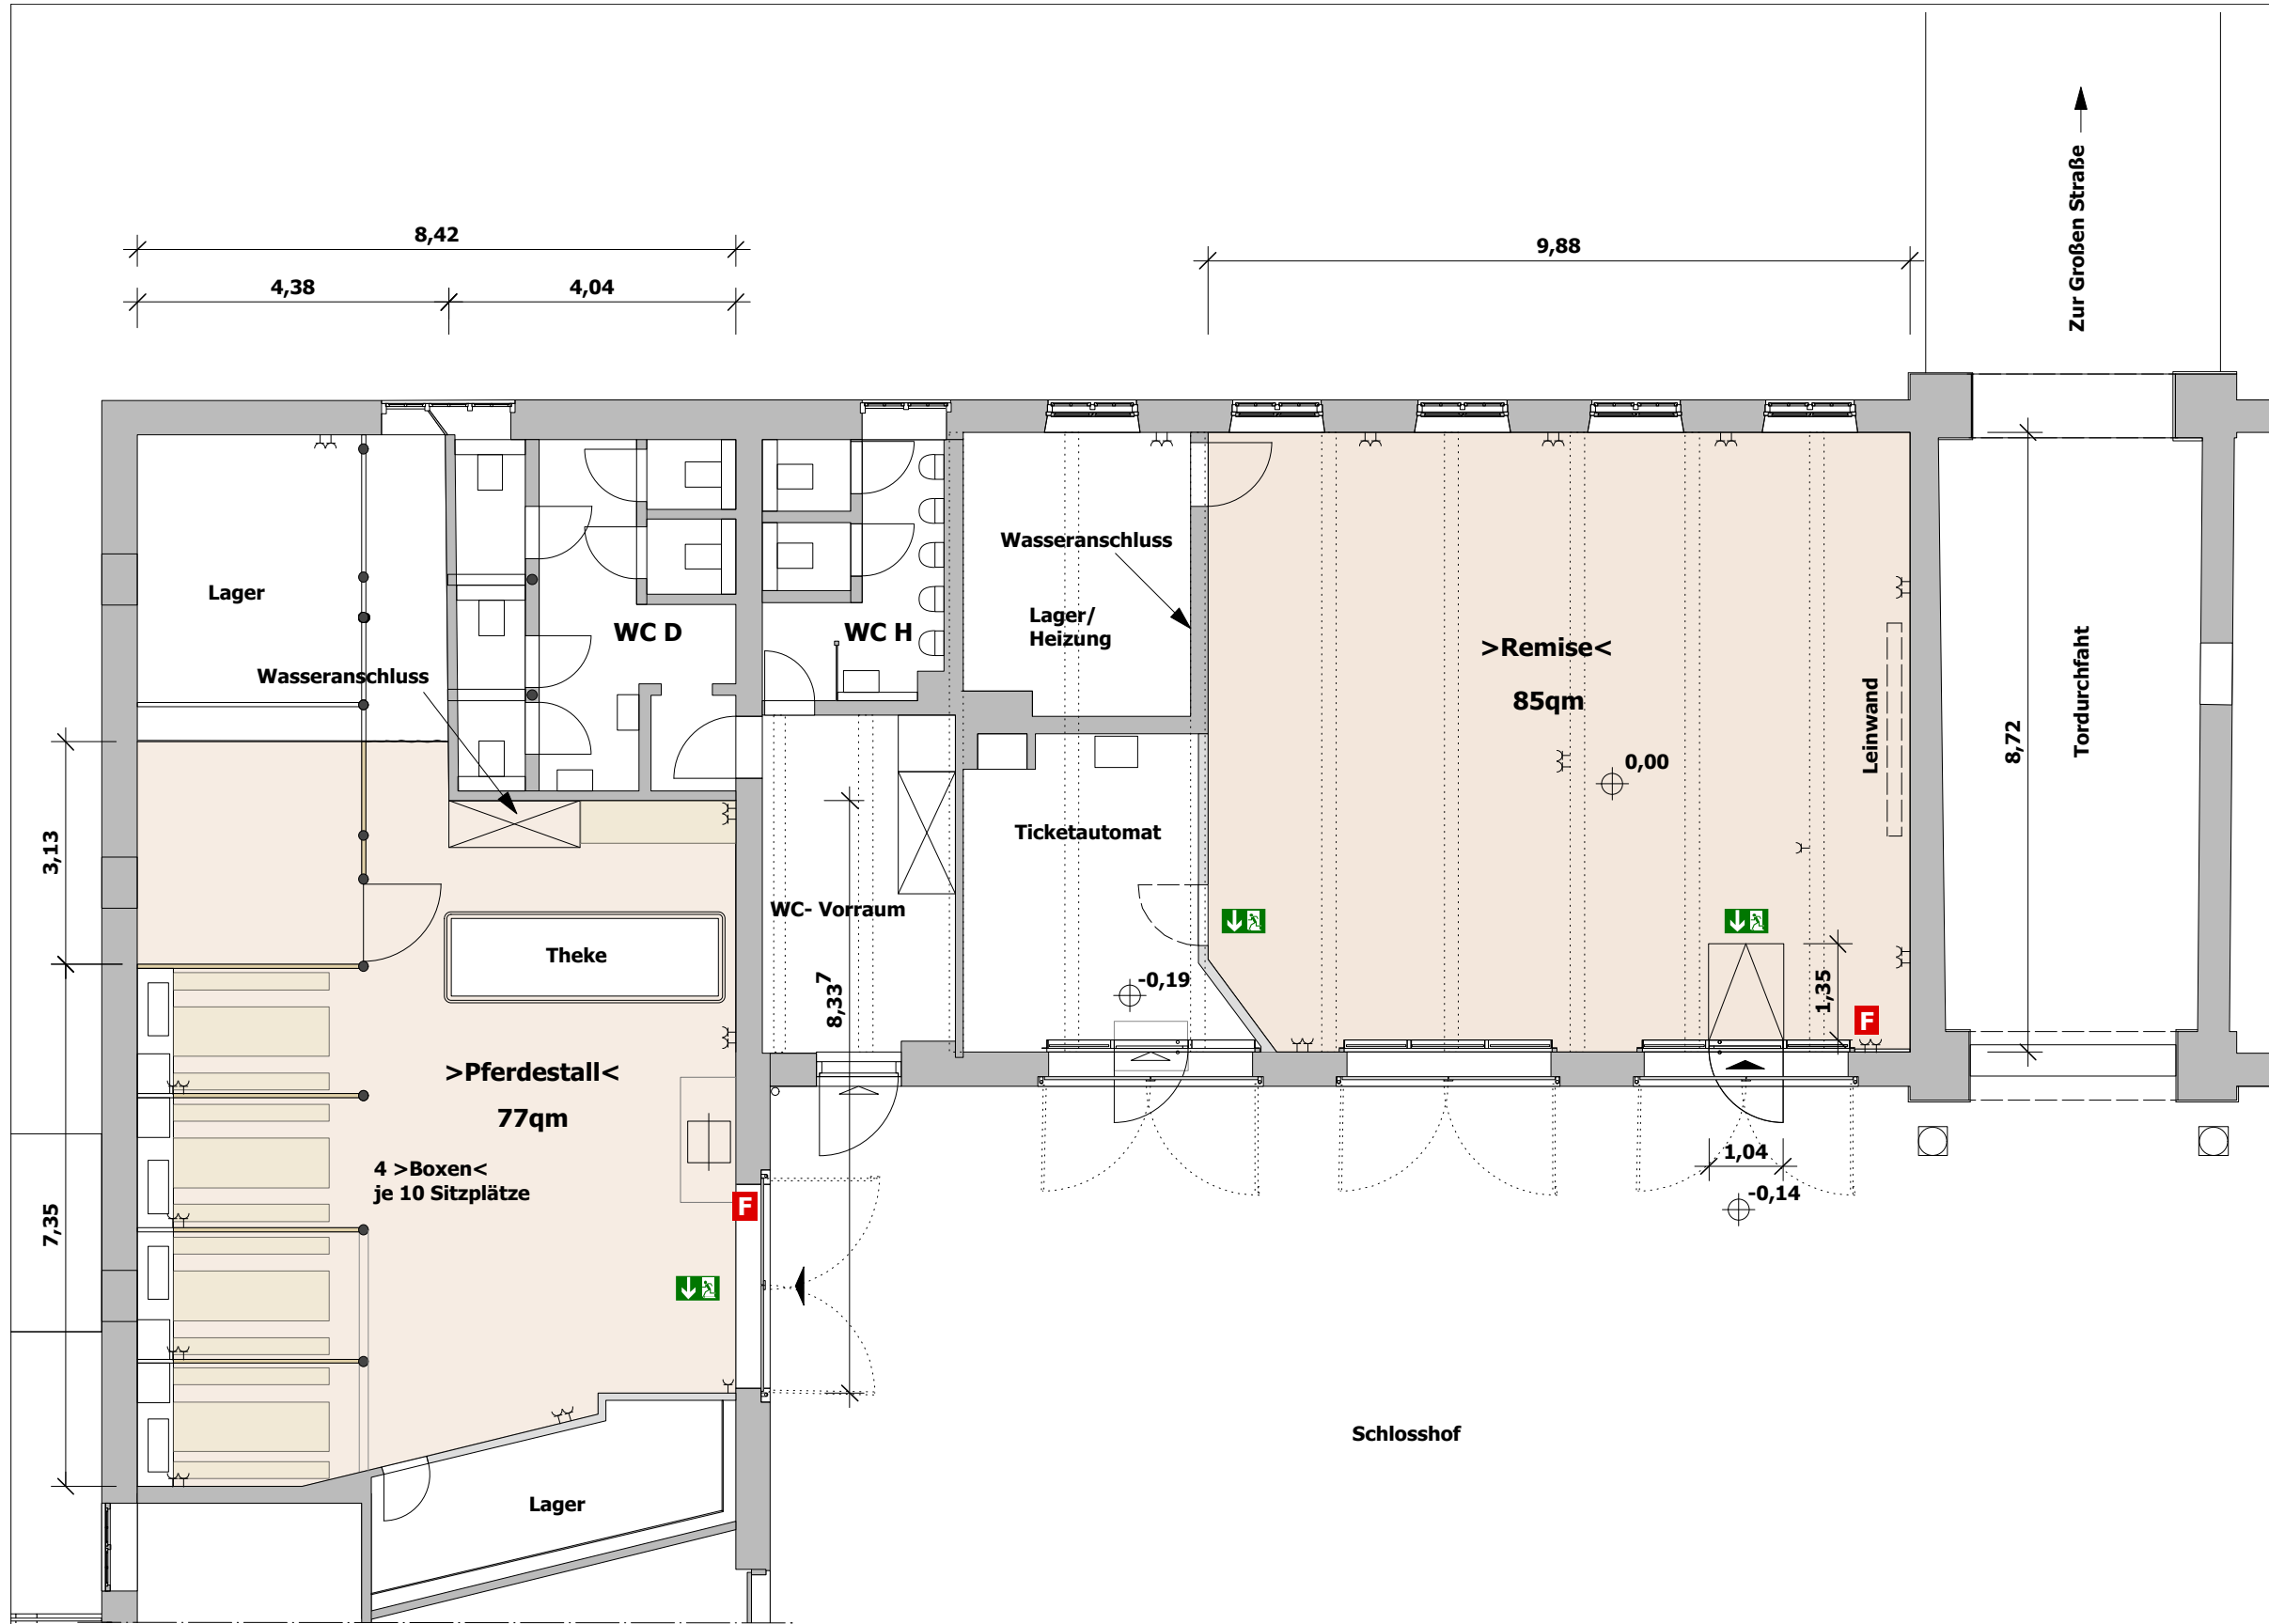 8,42
4,38
4,04
9,88
Zur Großen Straße
Lager
Wasseranschluss
WC D
WC H
Wasseranschluss
Lager/
Heizung
>Remise<
85qm
Leinwand
0,00
8,72
Tordurchfaht
3,13
Ticketautomat
WC- Vorraum
Theke
8,33⁷
-0,19
1,35
F
>Pferdestall<
77qm
4 >Boxen<
je 10 Sitzplätze
7,35
F
1,04
-0,14
Schlosshof
Lager